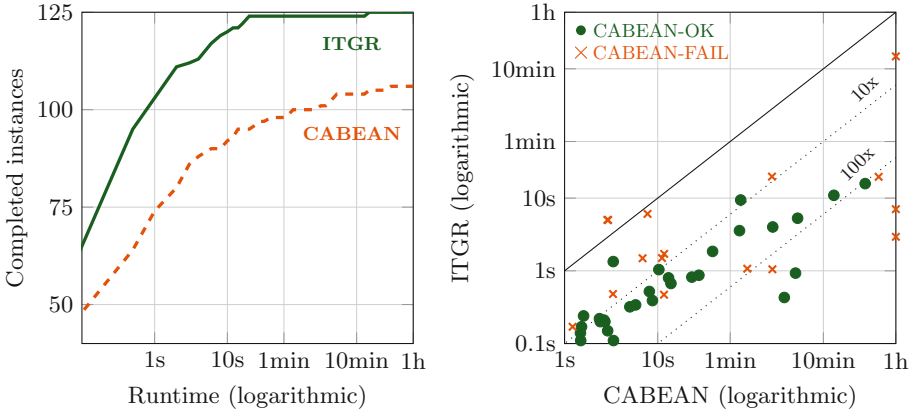 125
100
75
50
Completed instances
ITGR
CABEAN
1s
10s
1min
10min
1h
Runtime (logarithmic)
1h
10min
1min
10s
1s
0.1s
ITGR (logarithmic)
CABEAN-OK
CABEAN-FAIL
10x
100x
1s
10s
1min
10min
1h
CABEAN (logarithmic)